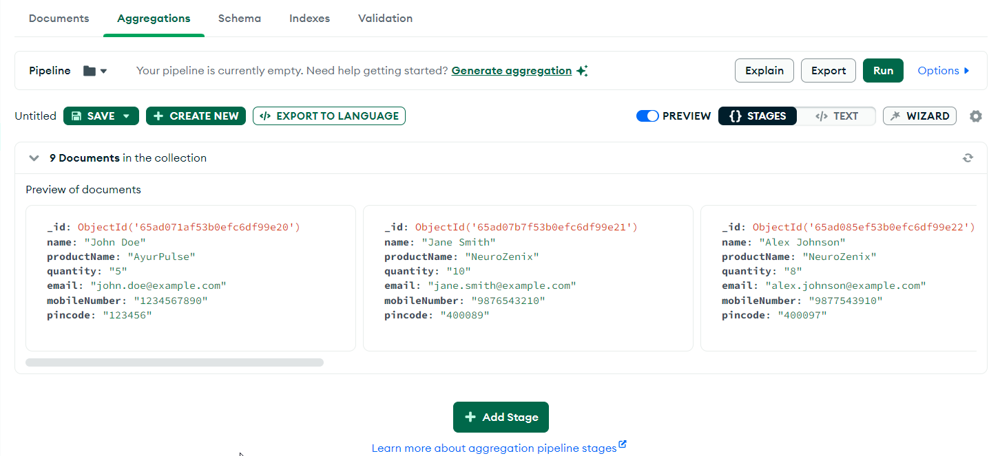 Documents Aggregations Schema Indexes Validation
Pipeline Your pipeline is currently empty. Need help getting started? Generate aggregation Explain Export Run Options
Untitled SAVE CREATE NEW </> EXPORT TO LANGUAGE PREVIEW {} STAGES </> TEXT WIZARD
9 Documents in the collection
Preview of documents
_id: ObjectId('65ad071af53b0efc6df99e20')
name: "John Doe"
productName: "AyurPulse"
quantity: "5"
email: "john.doe@example.com"
mobileNumber: "1234567890"
pincode: "123456"
_id: ObjectId('65ad07b7f53b0efc6df99e21')
name: "Jane Smith"
productName: "NeuroZenix"
quantity: "10"
email: "jane.smith@example.com"
mobileNumber: "9876543210"
pincode: "400089"
_id: ObjectId('65ad085ef53b0efc6df99e22')
name: "Alex Johnson"
productName: "NeuroZenix"
quantity: "8"
email: "alex.johnson@example.com"
mobileNumber: "9877543910"
pincode: "400097"
+ Add Stage
Learn more about aggregation pipeline stages